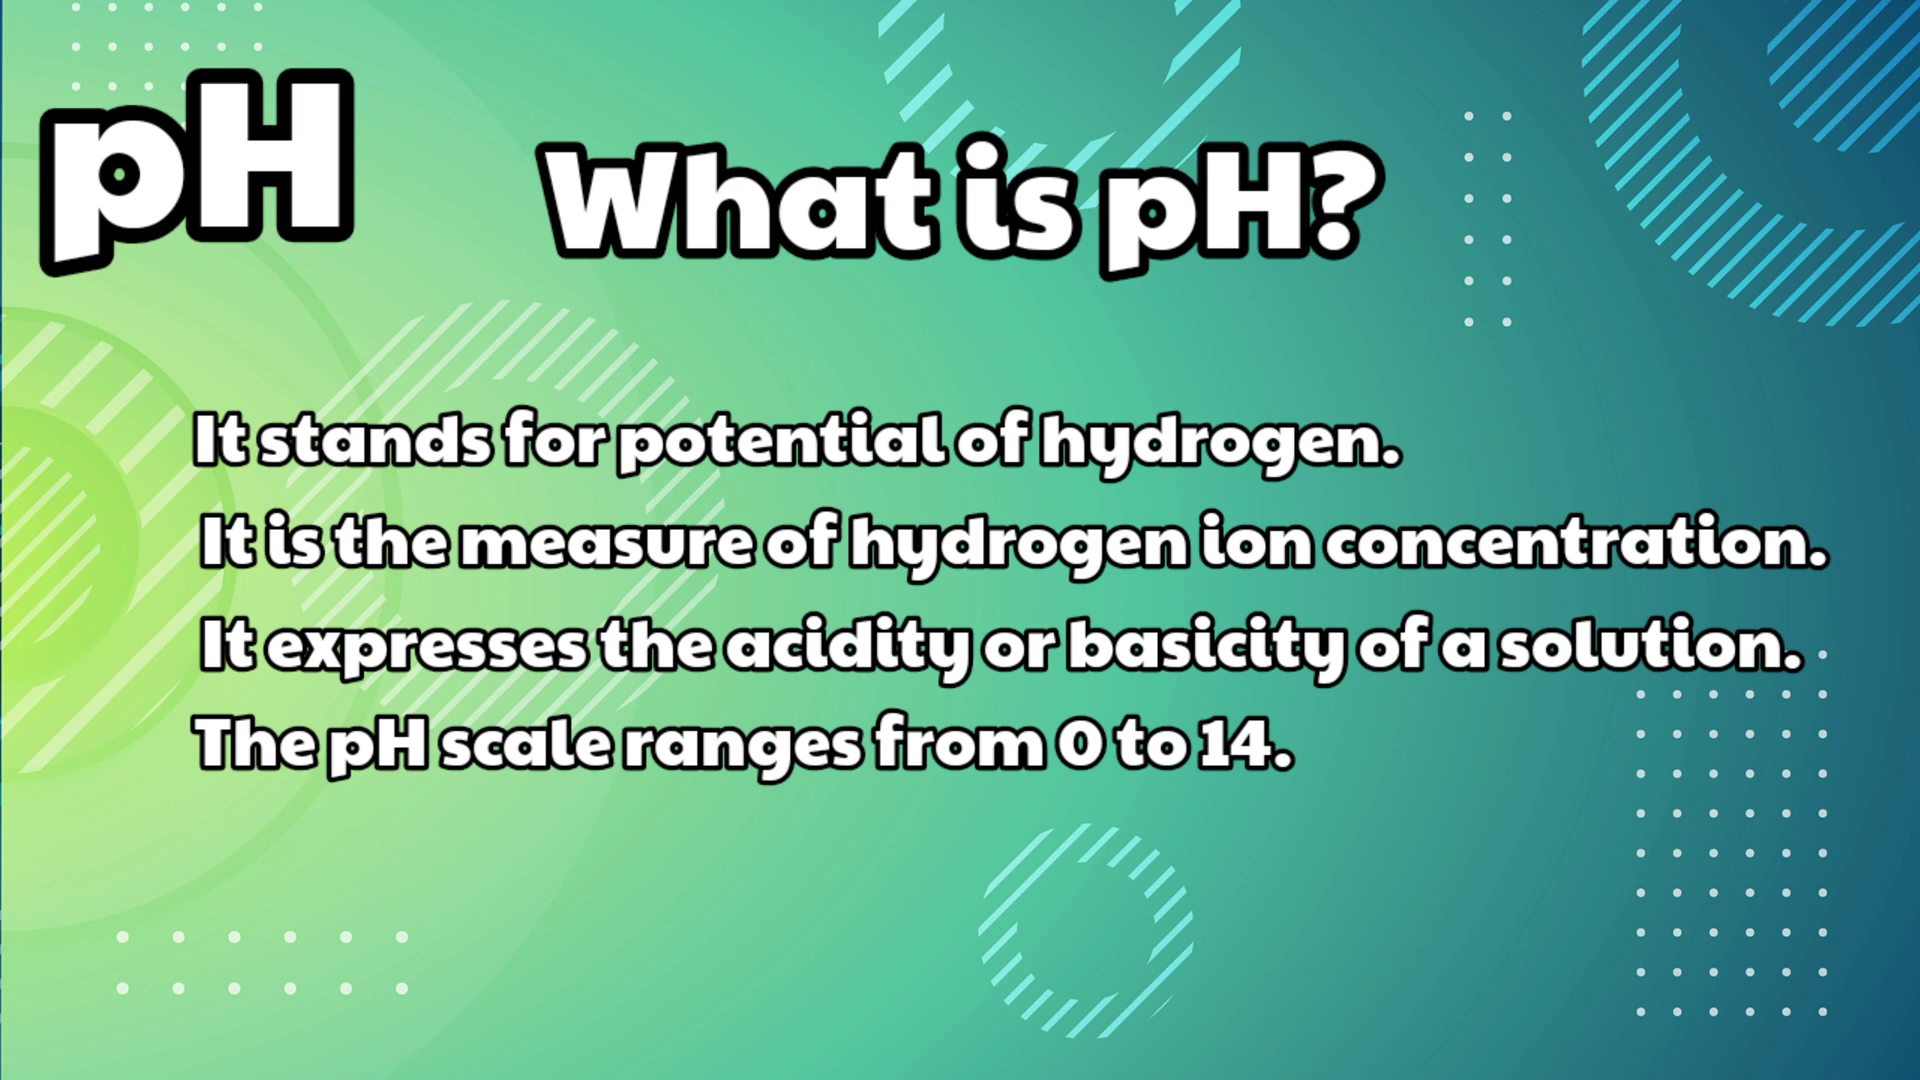 pH
What is pH?
It stands for potential of hydrogen.
It is the measure of hydrogen ion concentration.
It expresses the acidity or basicity of a solution.
The pH scale ranges from 0 to 14.